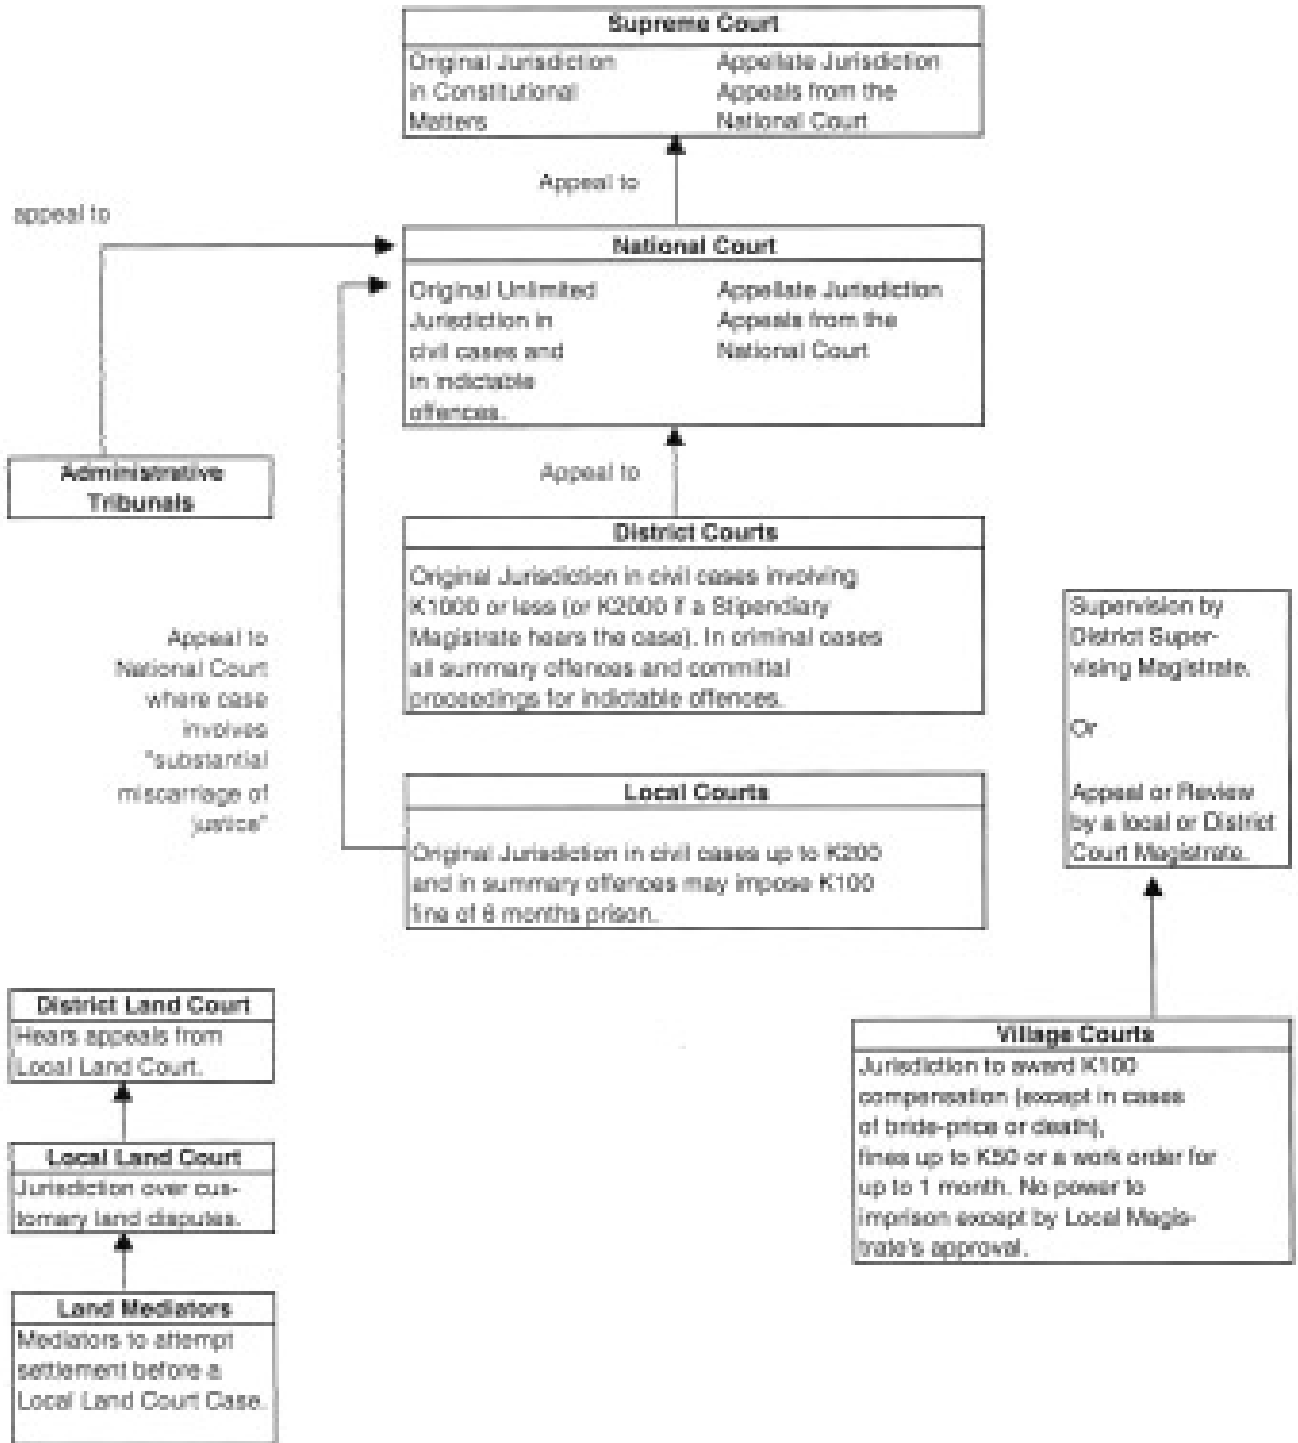 Supreme Court
Original Jurisdiction
in Constitutional
Matters
Appellate Jurisdiction
Appeals from the
National Court
Appeal to
appeal to
National Court
Original Unlimited
Jurisdiction in
civil cases and
in indictable
offences.
Appellate Jurisdiction
Appeals from the
National Court
Administrative
Tribunals
Appeal to
District Courts
Original Jurisdiction in civil cases involving
K1000 or less (or K2000 if a Stipendiary
Magistrate hears the case). In criminal cases
all summary offences and committal
proceedings for indictable offences.
Appeal to
National Court
where case
involves
"substantial
miscarriage of
justice"
Supervision by
District Super-
vising Magistrate.
Or
Appeal or Review
by a local or District
Court Magistrate.
Local Courts
Original Jurisdiction in civil cases up to K200
and in summary offences may impose K100
fine of 6 months prison.
District Land Court
Hears appeals from
Local Land Court.
Village Courts
Jurisdiction to award K100
compensation (except in cases
of bride-price or death),
fines up to K50 or a work order for
up to 1 month. No power to
imprison except by Local Magis-
trate's approval.
Local Land Court
Jurisdiction over cus-
tomary land disputes.
Land Mediators
Mediators to attempt
settlement before a
Local Land Court Case.